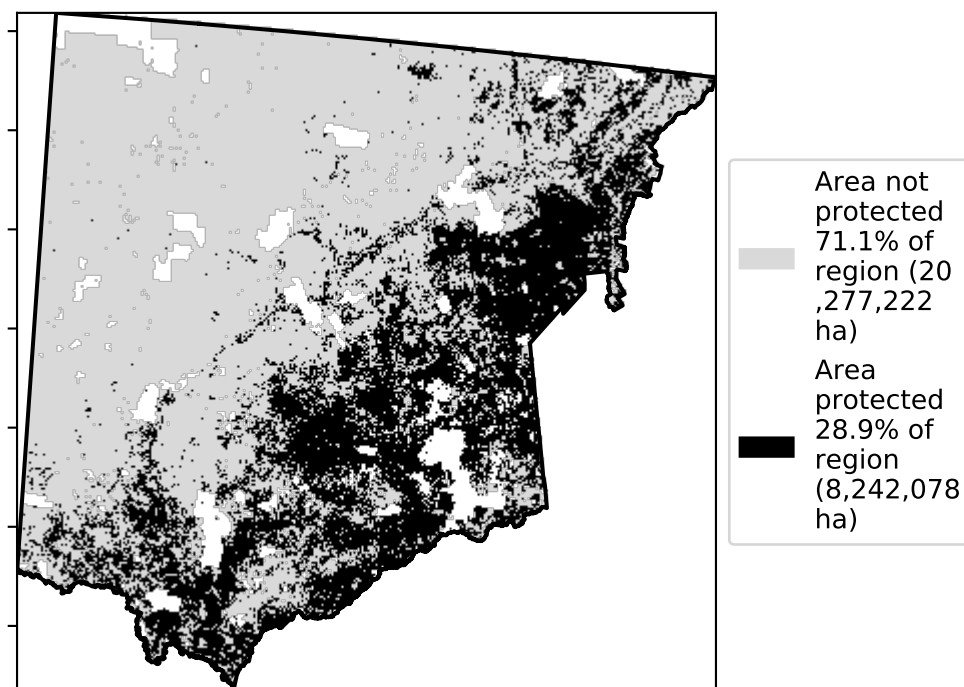 Area not
protected
71.1% of
region (20
,277,222
ha)
Area
protected
28.9% of
region
(8,242,078
ha)